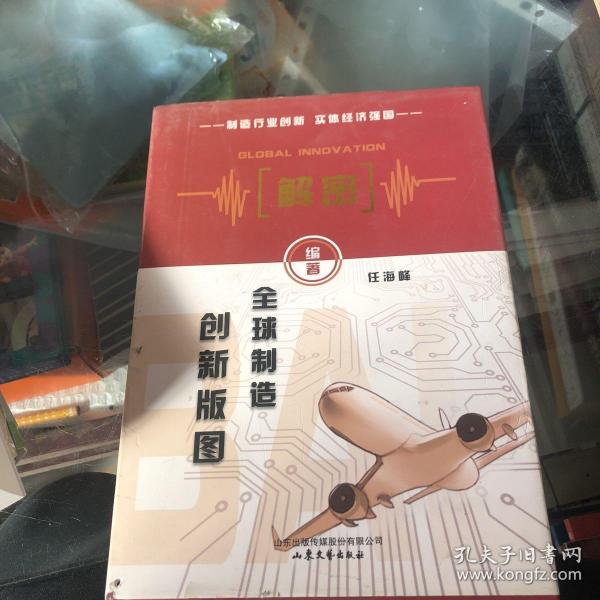 ——制造行业创新 实体经济强国——
GLOBAL INNOVATION
[解密]
编著
任海峰
全球制造
创新版图
BA
山东出版传媒股份有限公司
山东文艺出版社
孔夫子旧书网
www.kongfz.com